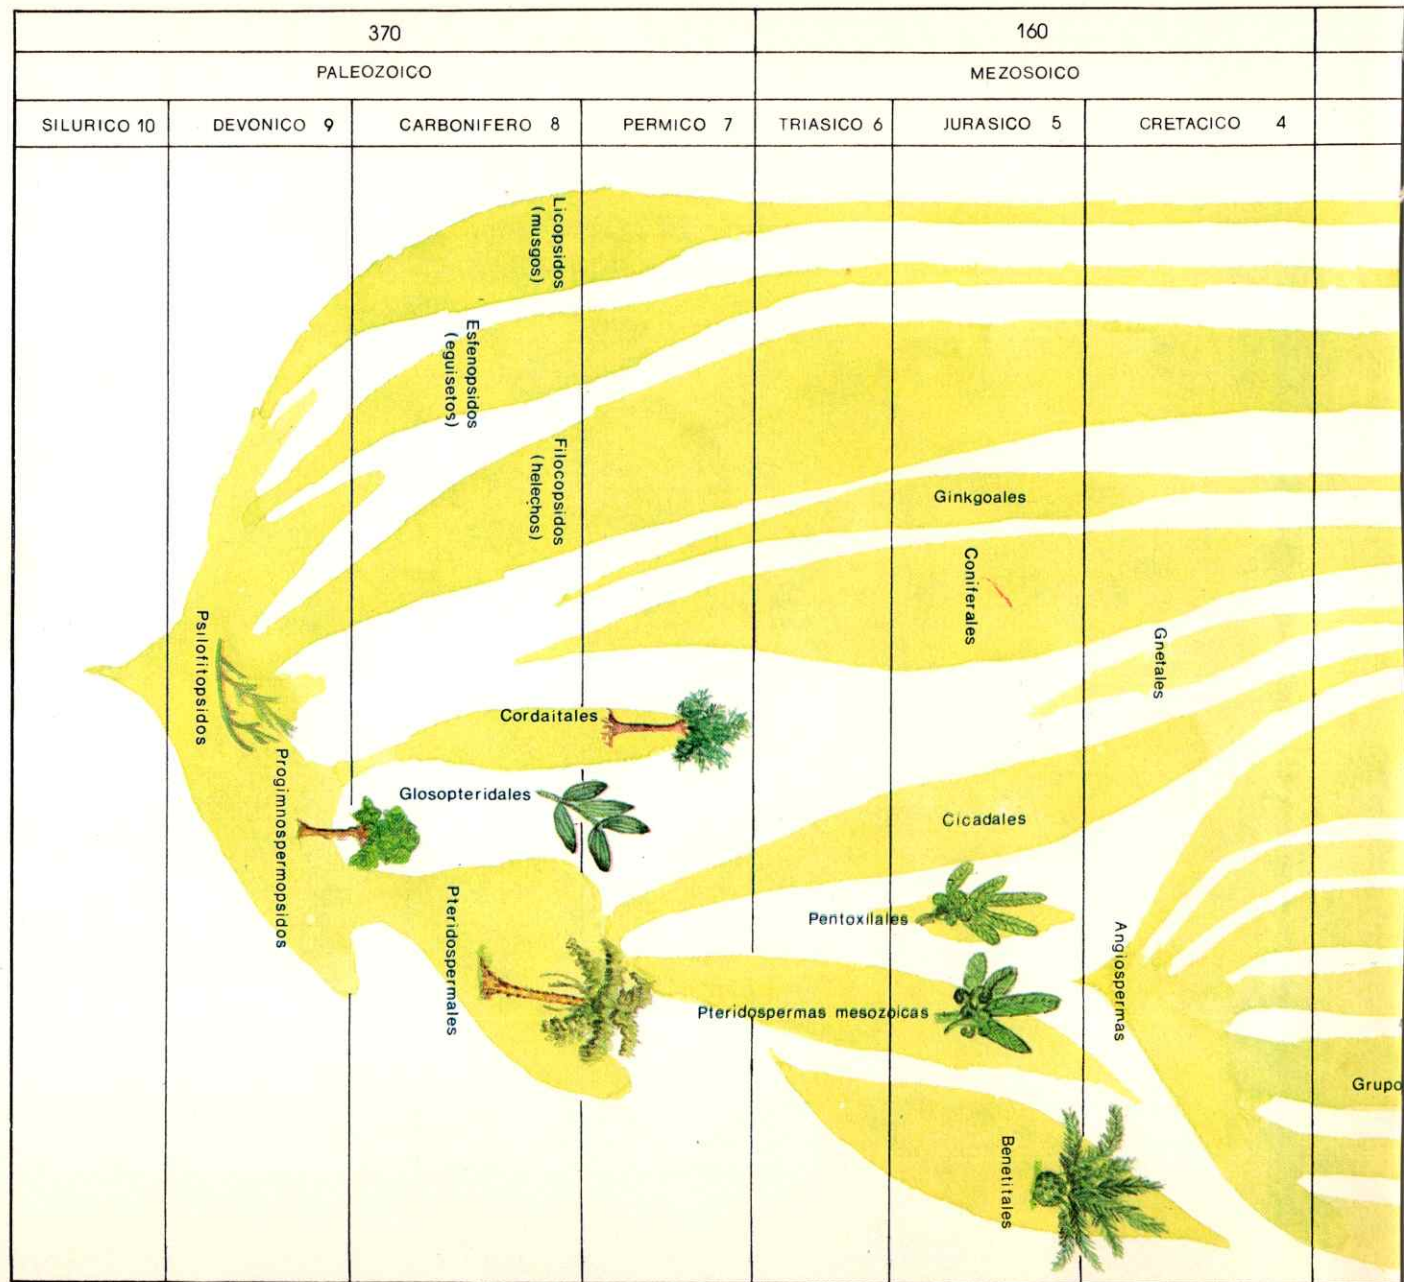 370 160
PALEOZOICO MEZOSOICO
SILURICO 10 DEVONICO 9 CARBONIFERO 8 PERMICO 7 TRIASICO 6 JURASICO 5 CRETACICO 4
Licopsidos
(musgos)
Esfenopsidos
(eguisetos)
Filocopsidos
(helechos)
Ginkgoales
Coniferales
Gnetales
Psilofitopsidos
Cordaitales
Progimnospermopsidos
Glosopteridales
Cicadales
Pteridospermales
Pentoxilales
Angiospermas
Pteridospermas mesozoicas
Grupo
Benetitales